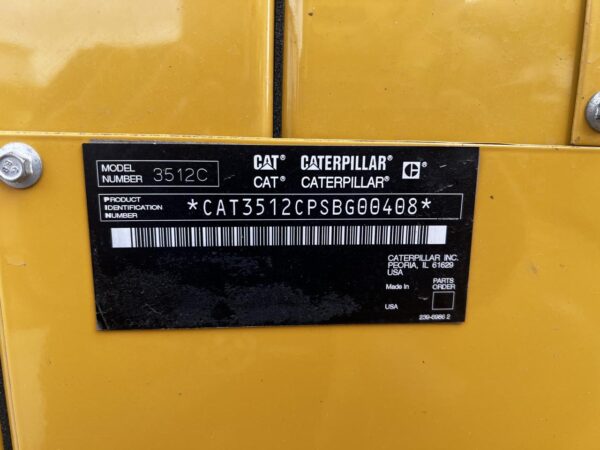 MODEL NUMBER 3512C
CAT® CATERPILLAR® C®
CAT® CATERPILLAR®
PRODUCT IDENTIFICATION NUMBER *CAT3512CPSBG00408*
CATERPILLAR INC.
PEORIA, IL 61629
USA
Made in PARTS ORDER
USA
239-6986 2